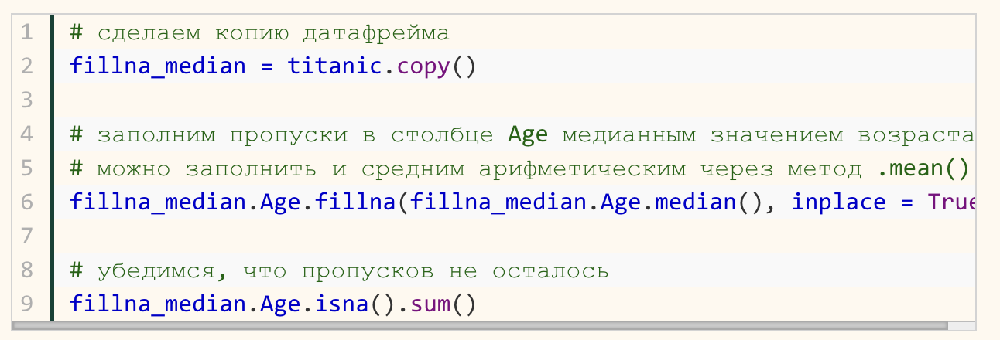 1 # сделаем копию датафрейма
2 fillna_median = titanic.copy()
3
4 # заполним пропуски в столбце Age медианным значением возраста
5 # можно заполнить и средним арифметическим через метод .mean()
6 fillna_median.Age.fillna(fillna_median.Age.median(), inplace = True
7
8 # убедимся, что пропусков не осталось
9 fillna_median.Age.isna().sum()